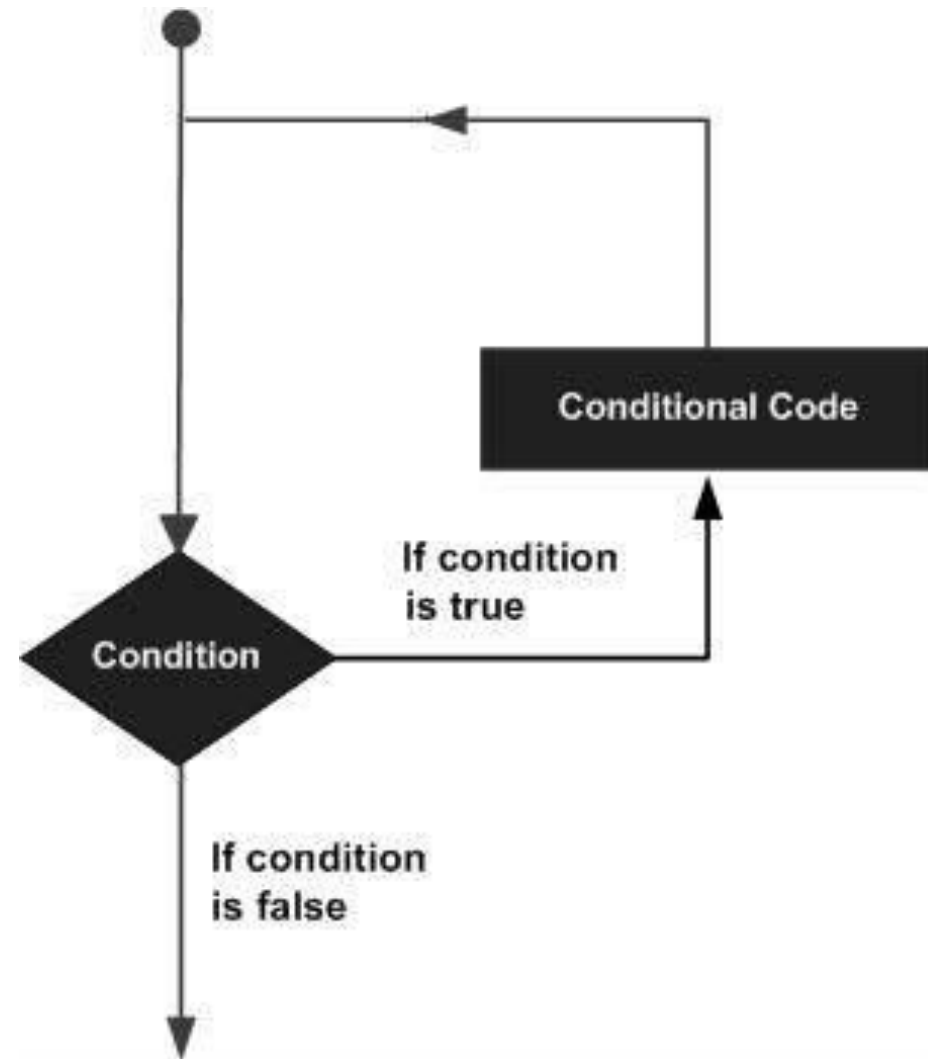 Conditional Code
If condition
is true
Condition
If condition
is false